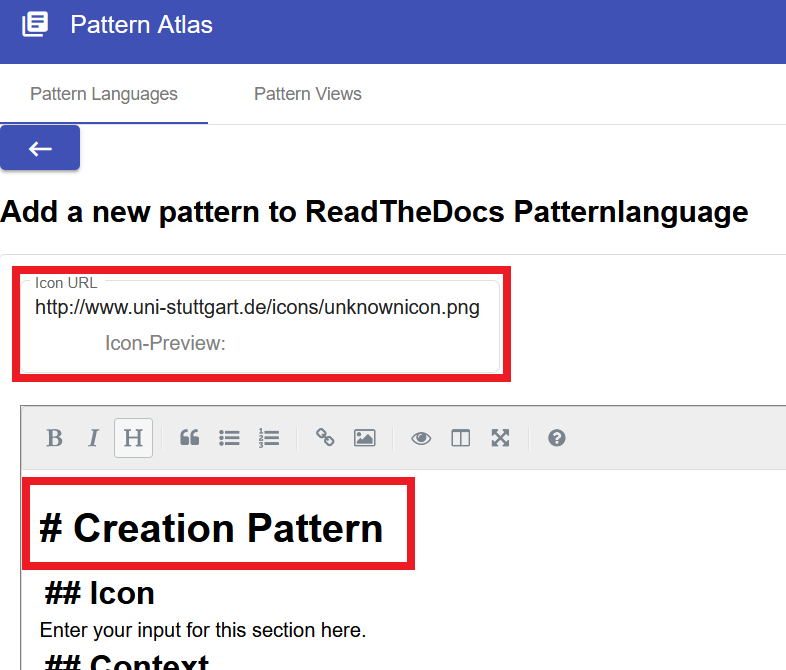 Pattern Atlas
Pattern Languages Pattern Views
Add a new pattern to ReadTheDocs Patternlanguage
Icon URL
http://www.uni-stuttgart.de/icons/unknownicon.png
Icon-Preview:
B I H
# Creation Pattern
## Icon
Enter your input for this section here.
## Context